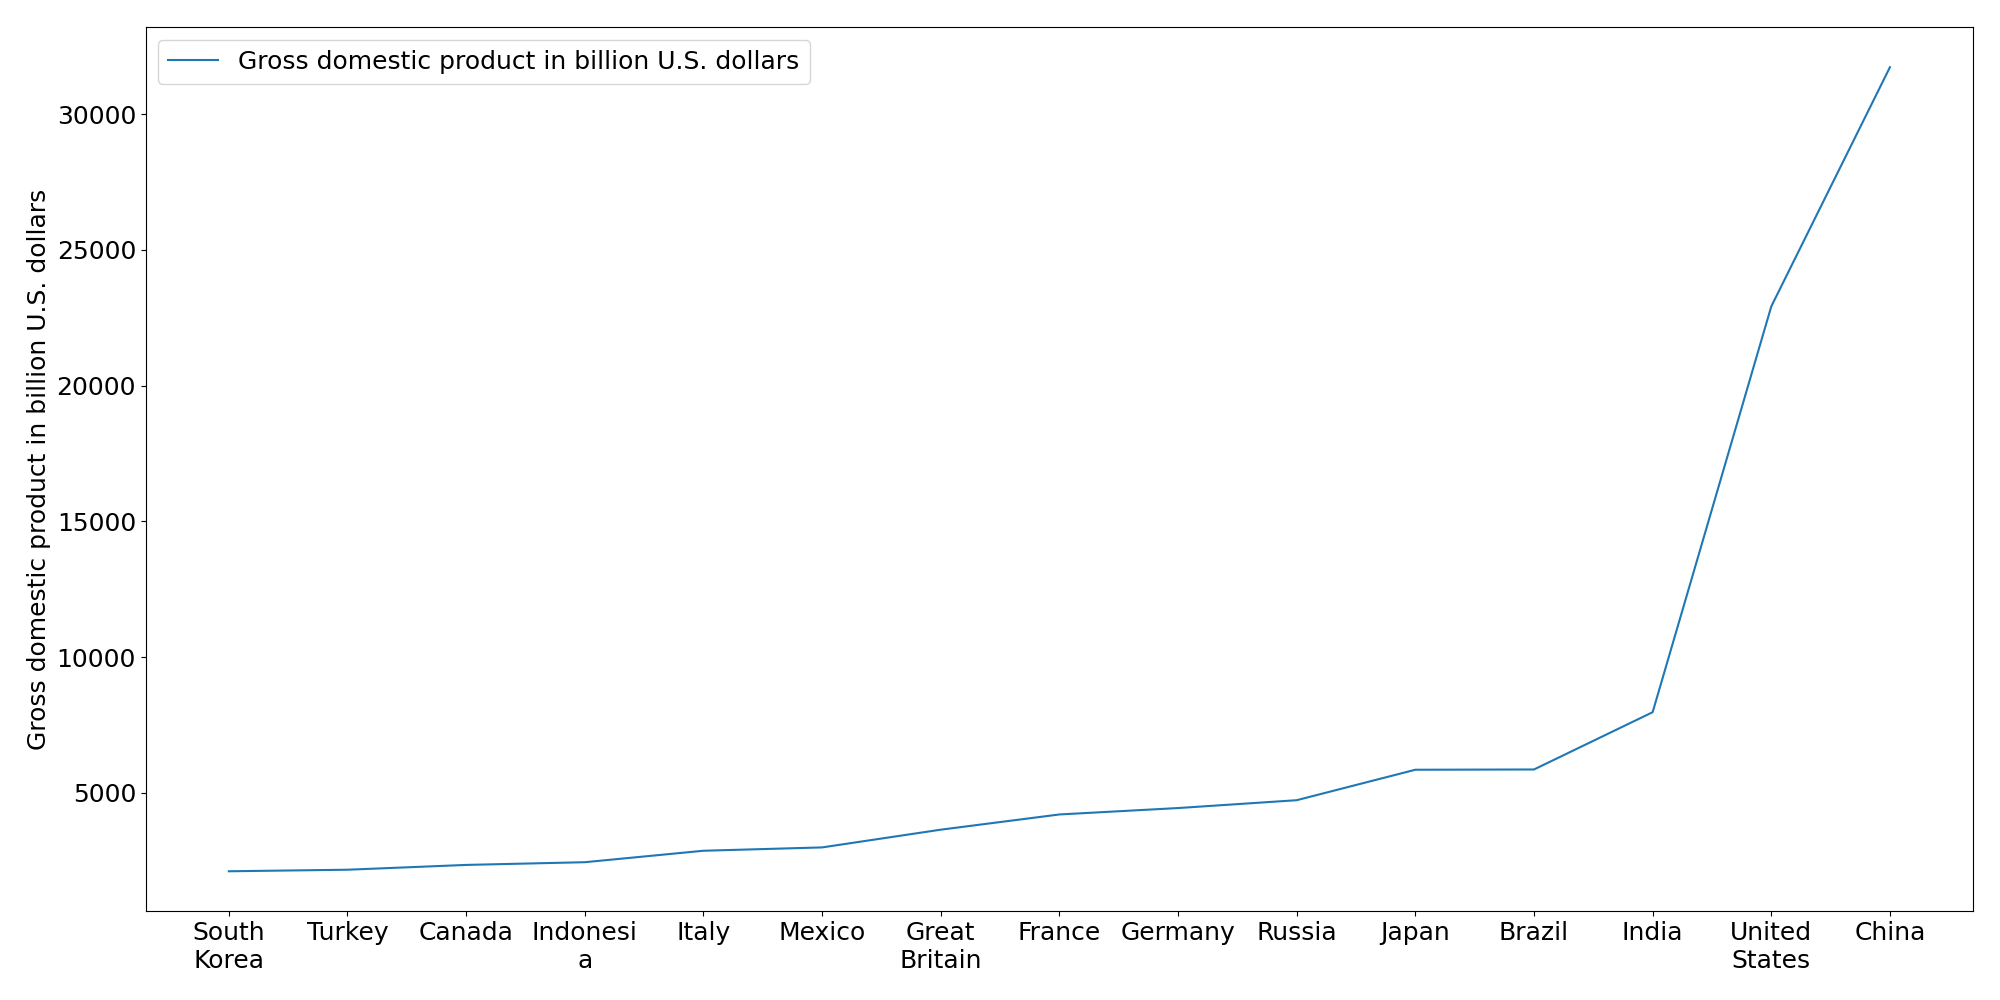 Gross domestic product in billion U.S. dollars
Gross domestic product in billion U.S. dollars
30000
25000
20000
15000
10000
5000
South
Korea
Turkey
Canada
Indonesi
a
Italy
Mexico
Great
Britain
France
Germany
Russia
Japan
Brazil
India
United
States
China